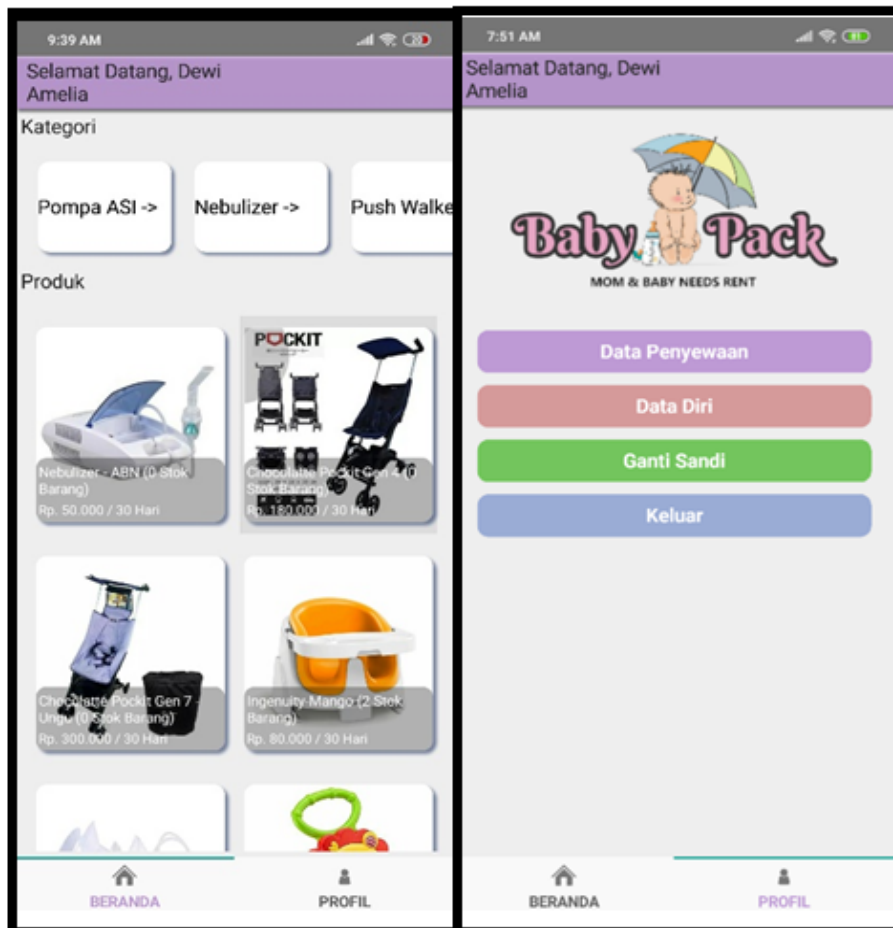 9:39 AM
Selamat Datang, Dewi
Amelia
Kategori
Pompa ASI ->
Nebulizer ->
Push Walke
Produk
Nebulizer - ABN (0 Stok
Barang)
Rp. 50.000 / 30 Hari
POCKIT
Chocolatte Pockit Gen 4 (0
Stok Barang)
Rp. 180.000 / 30 Hari
Chocolatte Pockit Gen 7 -
Ungu (0 Stok Barang)
Rp. 300.000 / 30 Hari
Ingenuity Mango (2 Stok
Barang)
Rp. 80.000 / 30 Hari
BERANDA
PROFIL
7:51 AM
Selamat Datang, Dewi
Amelia
Baby Pack
MOM & BABY NEEDS RENT
Data Penyewaan
Data Diri
Ganti Sandi
Keluar
BERANDA
PROFIL